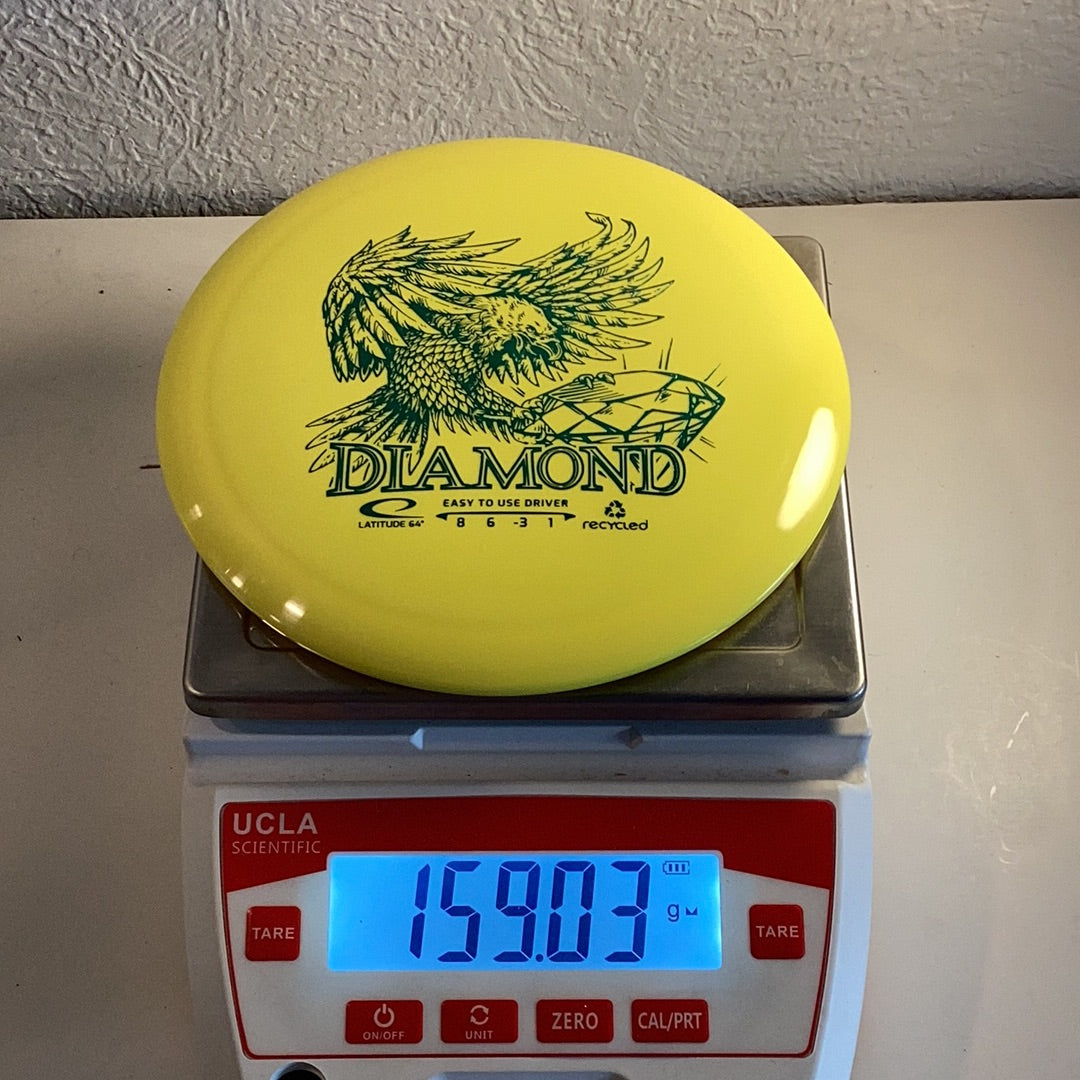 DIAMOND
EASY TO USE DRIVER
LATITUDE 64° 8 6 -3 1 recycled
UCLA
SCIENTIFIC
159.03 g
TARE TARE
ON/OFF UNIT ZERO CAL/PRT